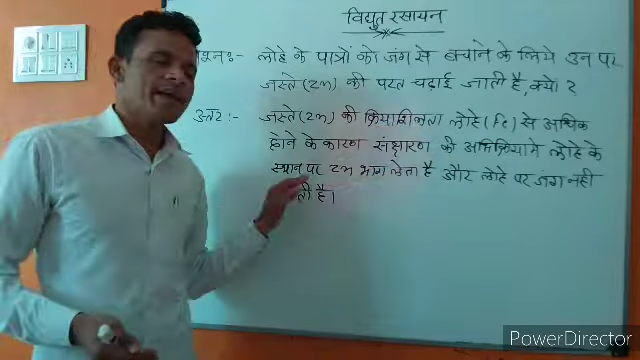 विद्युत रसायन
प्रश्न:- लोहे के पात्रों को जंग से बचाने के लिये उन पर
जस्ते (Zn) की परत चढ़ाई जाती है, क्यों ?
उत्तर:- जस्ते (Zn) की क्रियाशीलता लोहे (Fe) से अधिक
होने के कारण संक्षारण की अभिक्रिया में लोहे के
स्थान पर Zn भाग लेता है और लोहे पर जंग नही
है।
PowerDirector